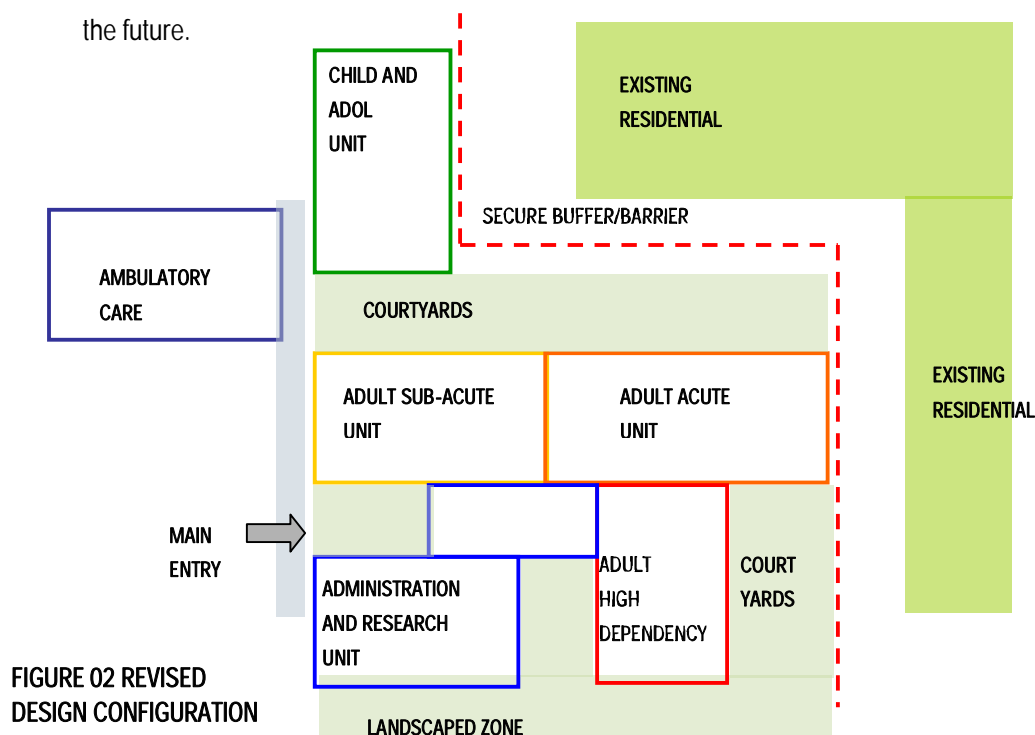 the future.
CHILD AND
ADOL
UNIT
EXISTING
RESIDENTIAL
SECURE BUFFER/BARRIER
AMBULATORY
CARE
COURTYARDS
ADULT SUB-ACUTE
UNIT
ADULT ACUTE
UNIT
EXISTING
RESIDENTIAL
MAIN
ENTRY
ADMINISTRATION
AND RESEARCH
UNIT
ADULT
HIGH
DEPENDENCY
COURT
YARDS
FIGURE 02 REVISED
DESIGN CONFIGURATION
LANDSCAPED ZONE